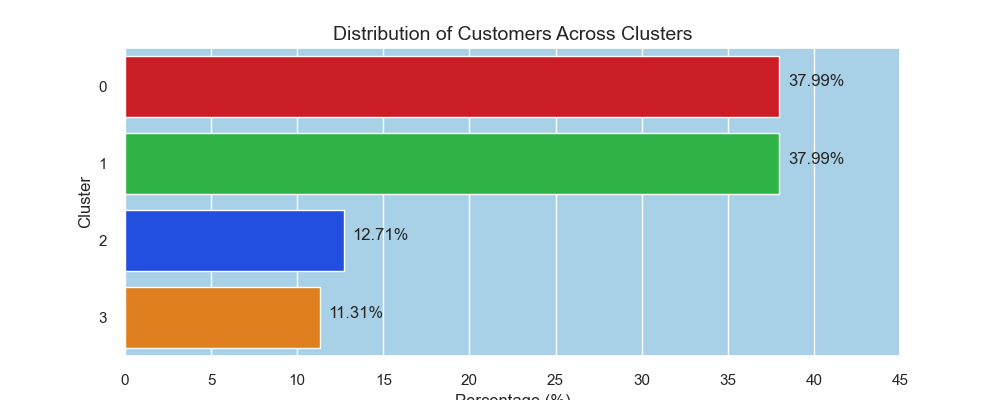 Distribution of Customers Across Clusters
0
37.99%
1
37.99%
Cluster
2
12.71%
3
11.31%
0 5 10 15 20 25 30 35 40 45
Percentage (%)